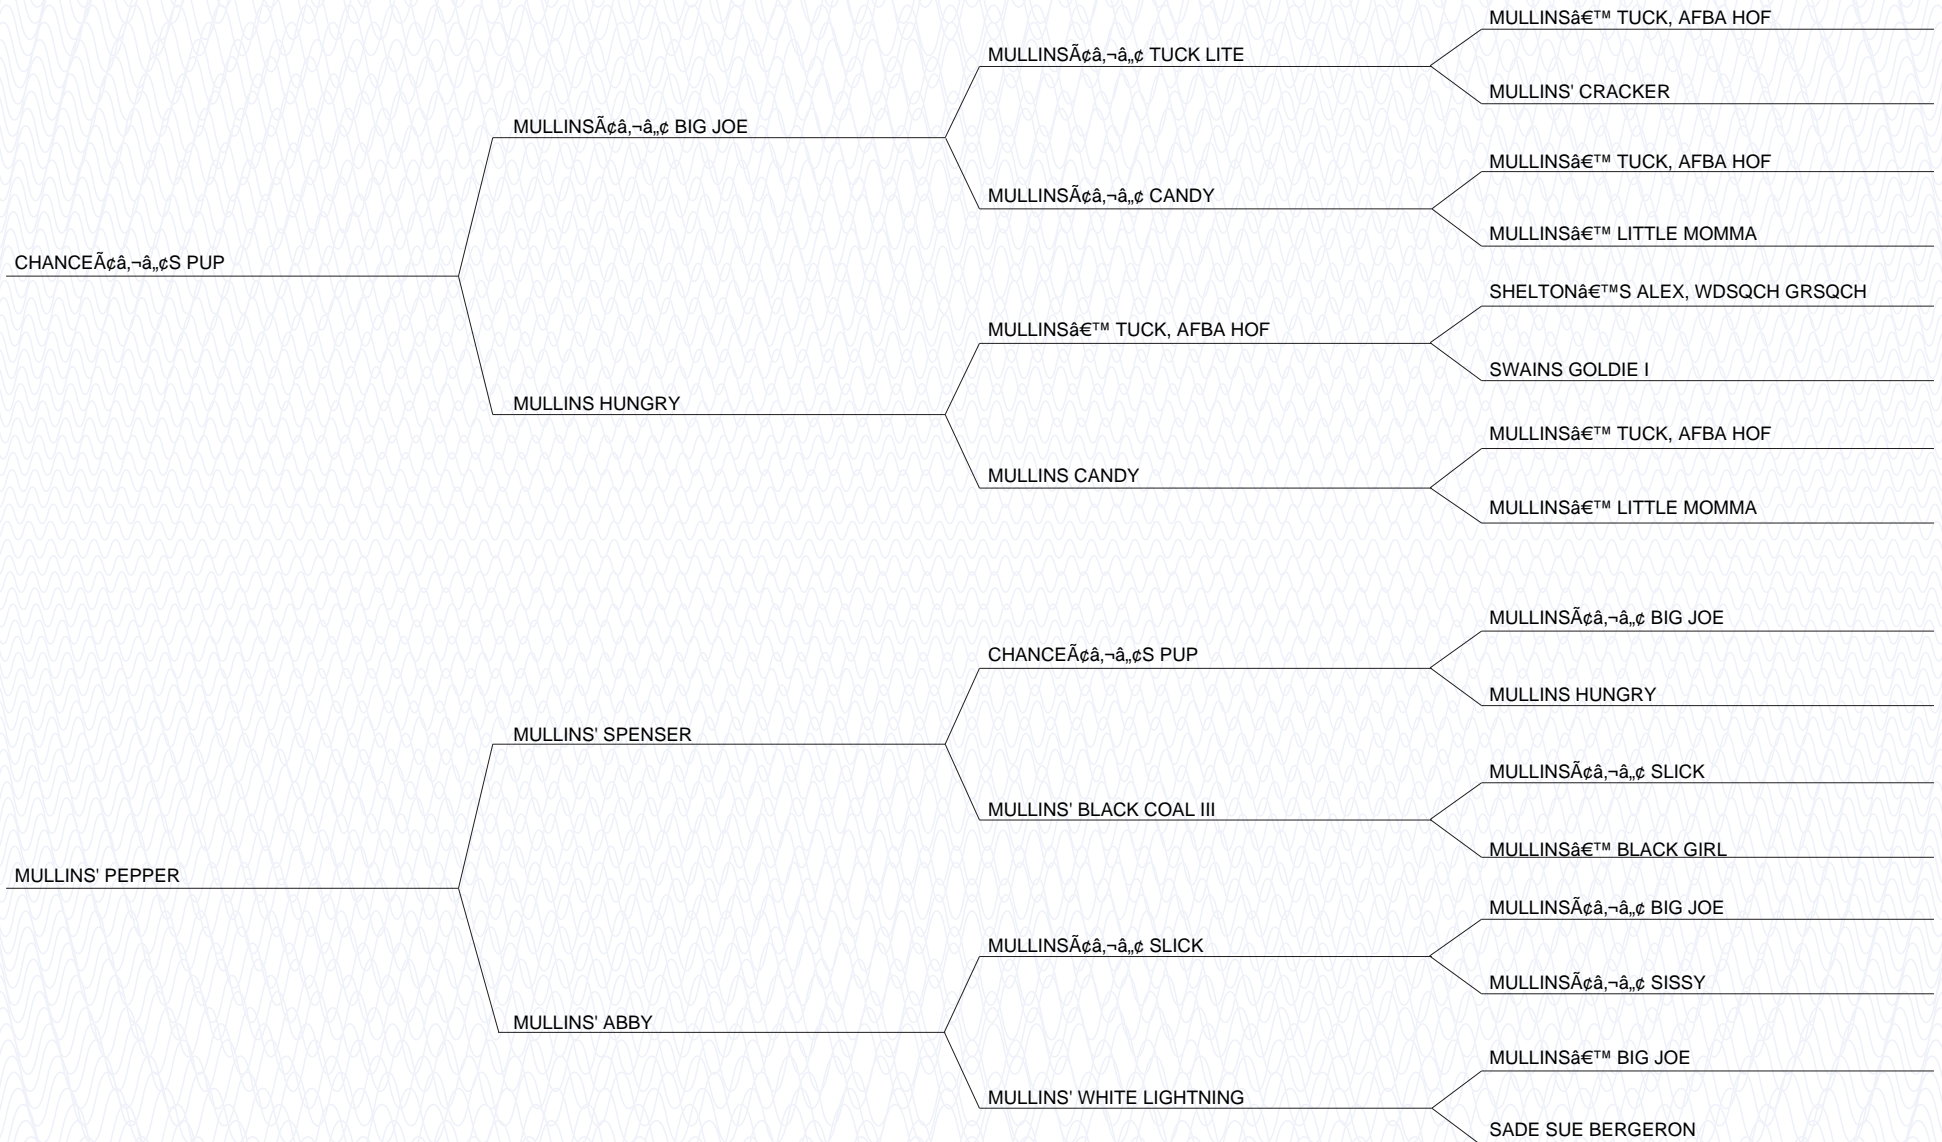 MULLINSâ€™ TUCK, AFBA HOF
MULLINSÃ¢â‚¬â„¢ TUCK LITE
MULLINS' CRACKER
MULLINSÃ¢â‚¬â„¢ BIG JOE
MULLINSâ€™ TUCK, AFBA HOF
MULLINSÃ¢â‚¬â„¢ CANDY
MULLINSâ€™ LITTLE MOMMA
CHANCEÃ¢â‚¬â„¢S PUP
SHELTONâ€™S ALEX, WDSQCH GRSQCH
MULLINSâ€™ TUCK, AFBA HOF
SWAINS GOLDIE I
MULLINS HUNGRY
MULLINSâ€™ TUCK, AFBA HOF
MULLINS CANDY
MULLINSâ€™ LITTLE MOMMA
MULLINSÃ¢â‚¬â„¢ BIG JOE
CHANCEÃ¢â‚¬â„¢S PUP
MULLINS HUNGRY
MULLINS' SPENSER
MULLINSÃ¢â‚¬â„¢ SLICK
MULLINS' BLACK COAL III
MULLINSâ€™ BLACK GIRL
MULLINS' PEPPER
MULLINSÃ¢â‚¬â„¢ BIG JOE
MULLINSÃ¢â‚¬â„¢ SLICK
MULLINSÃ¢â‚¬â„¢ SISSY
MULLINS' ABBY
MULLINSâ€™ BIG JOE
MULLINS' WHITE LIGHTNING
SADE SUE BERGERON